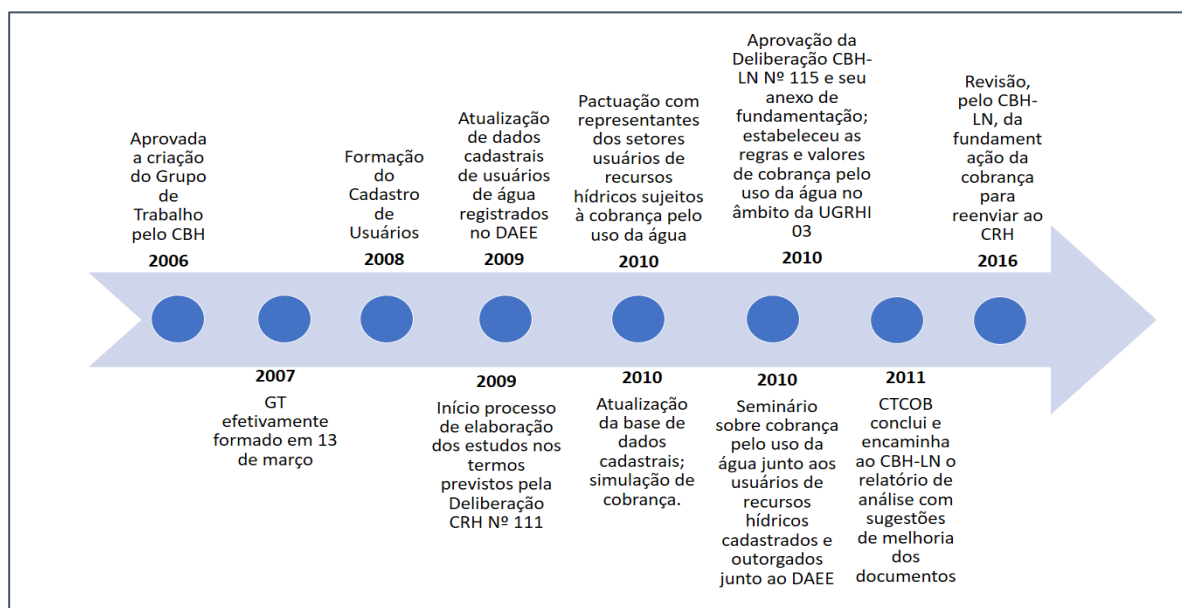 Aprovada
a criação do
Grupo de
Trabalho
pelo CBH
2006
2007
GT
efetivamente
formado em 13
de março
Formação
do
Cadastro
de
Usuários
2008
Atualização
de dados
cadastrais
de usuários
de água
registrados
no DAEE
2009
2009
Início processo
de elaboração
dos estudos nos
termos
previstos pela
Deliberação
CRH Nº 111
Pactuação com
representantes
dos setores
usuários de
recursos
hídricos sujeitos
à cobrança pelo
uso da água
2010
2010
Atualização
da base de
dados
cadastrais;
simulação de
cobrança.
Aprovação da
Deliberação CBH-
LN Nº 115 e seu
anexo de
fundamentação;
estabeleceu as
regras e valores
de cobrança pelo
uso da água no
âmbito da UGRHI
03
2010
2010
Seminário
sobre cobrança
pelo uso da
água junto aos
usuários de
recursos
hídricos
cadastrados e
outorgados
junto ao DAEE
2011
CTCOB
conclui e
encaminha
ao CBH-LN o
relatório de
análise com
sugestões
de melhoria
dos
documentos
Revisão,
pelo CBH-
LN, da
fundament
ação da
cobrança
para
reenviar ao
CRH
2016